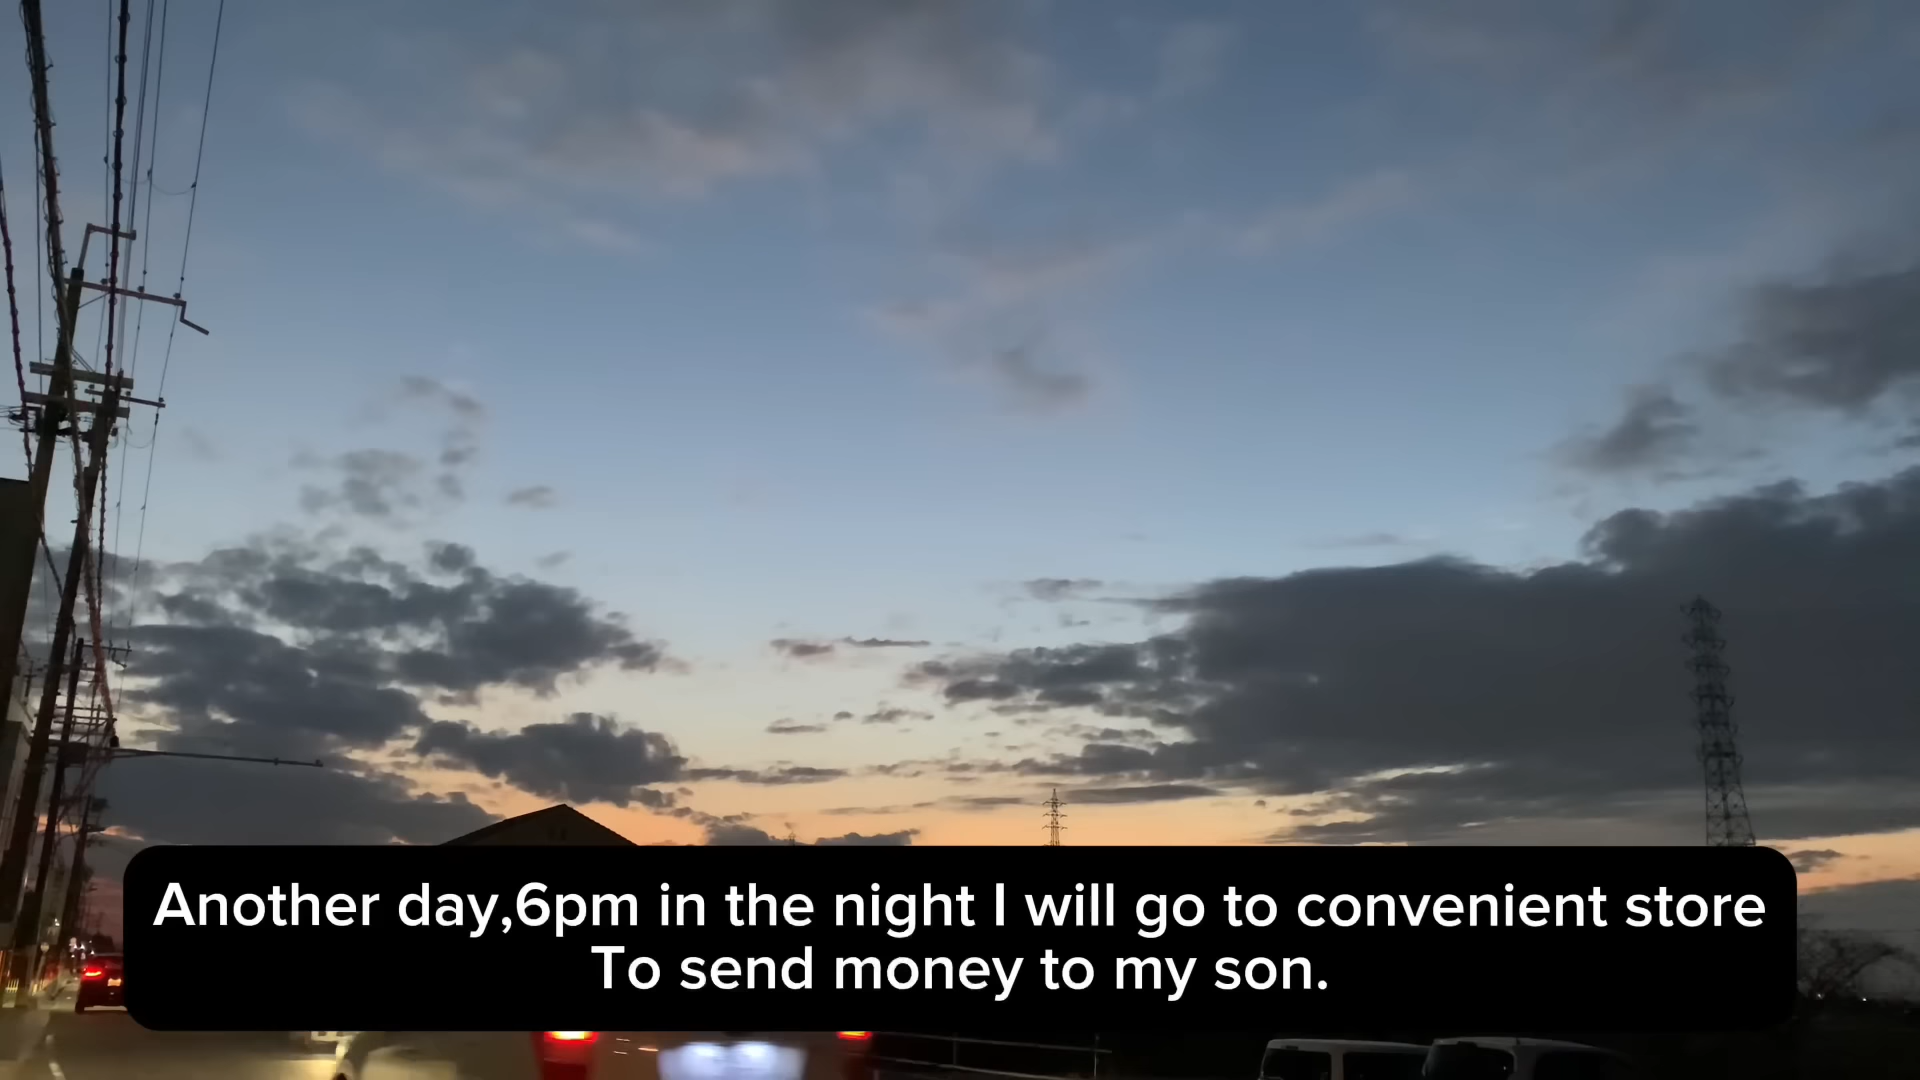 Another day,6pm in the night I will go to convenient store
To send money to my son.